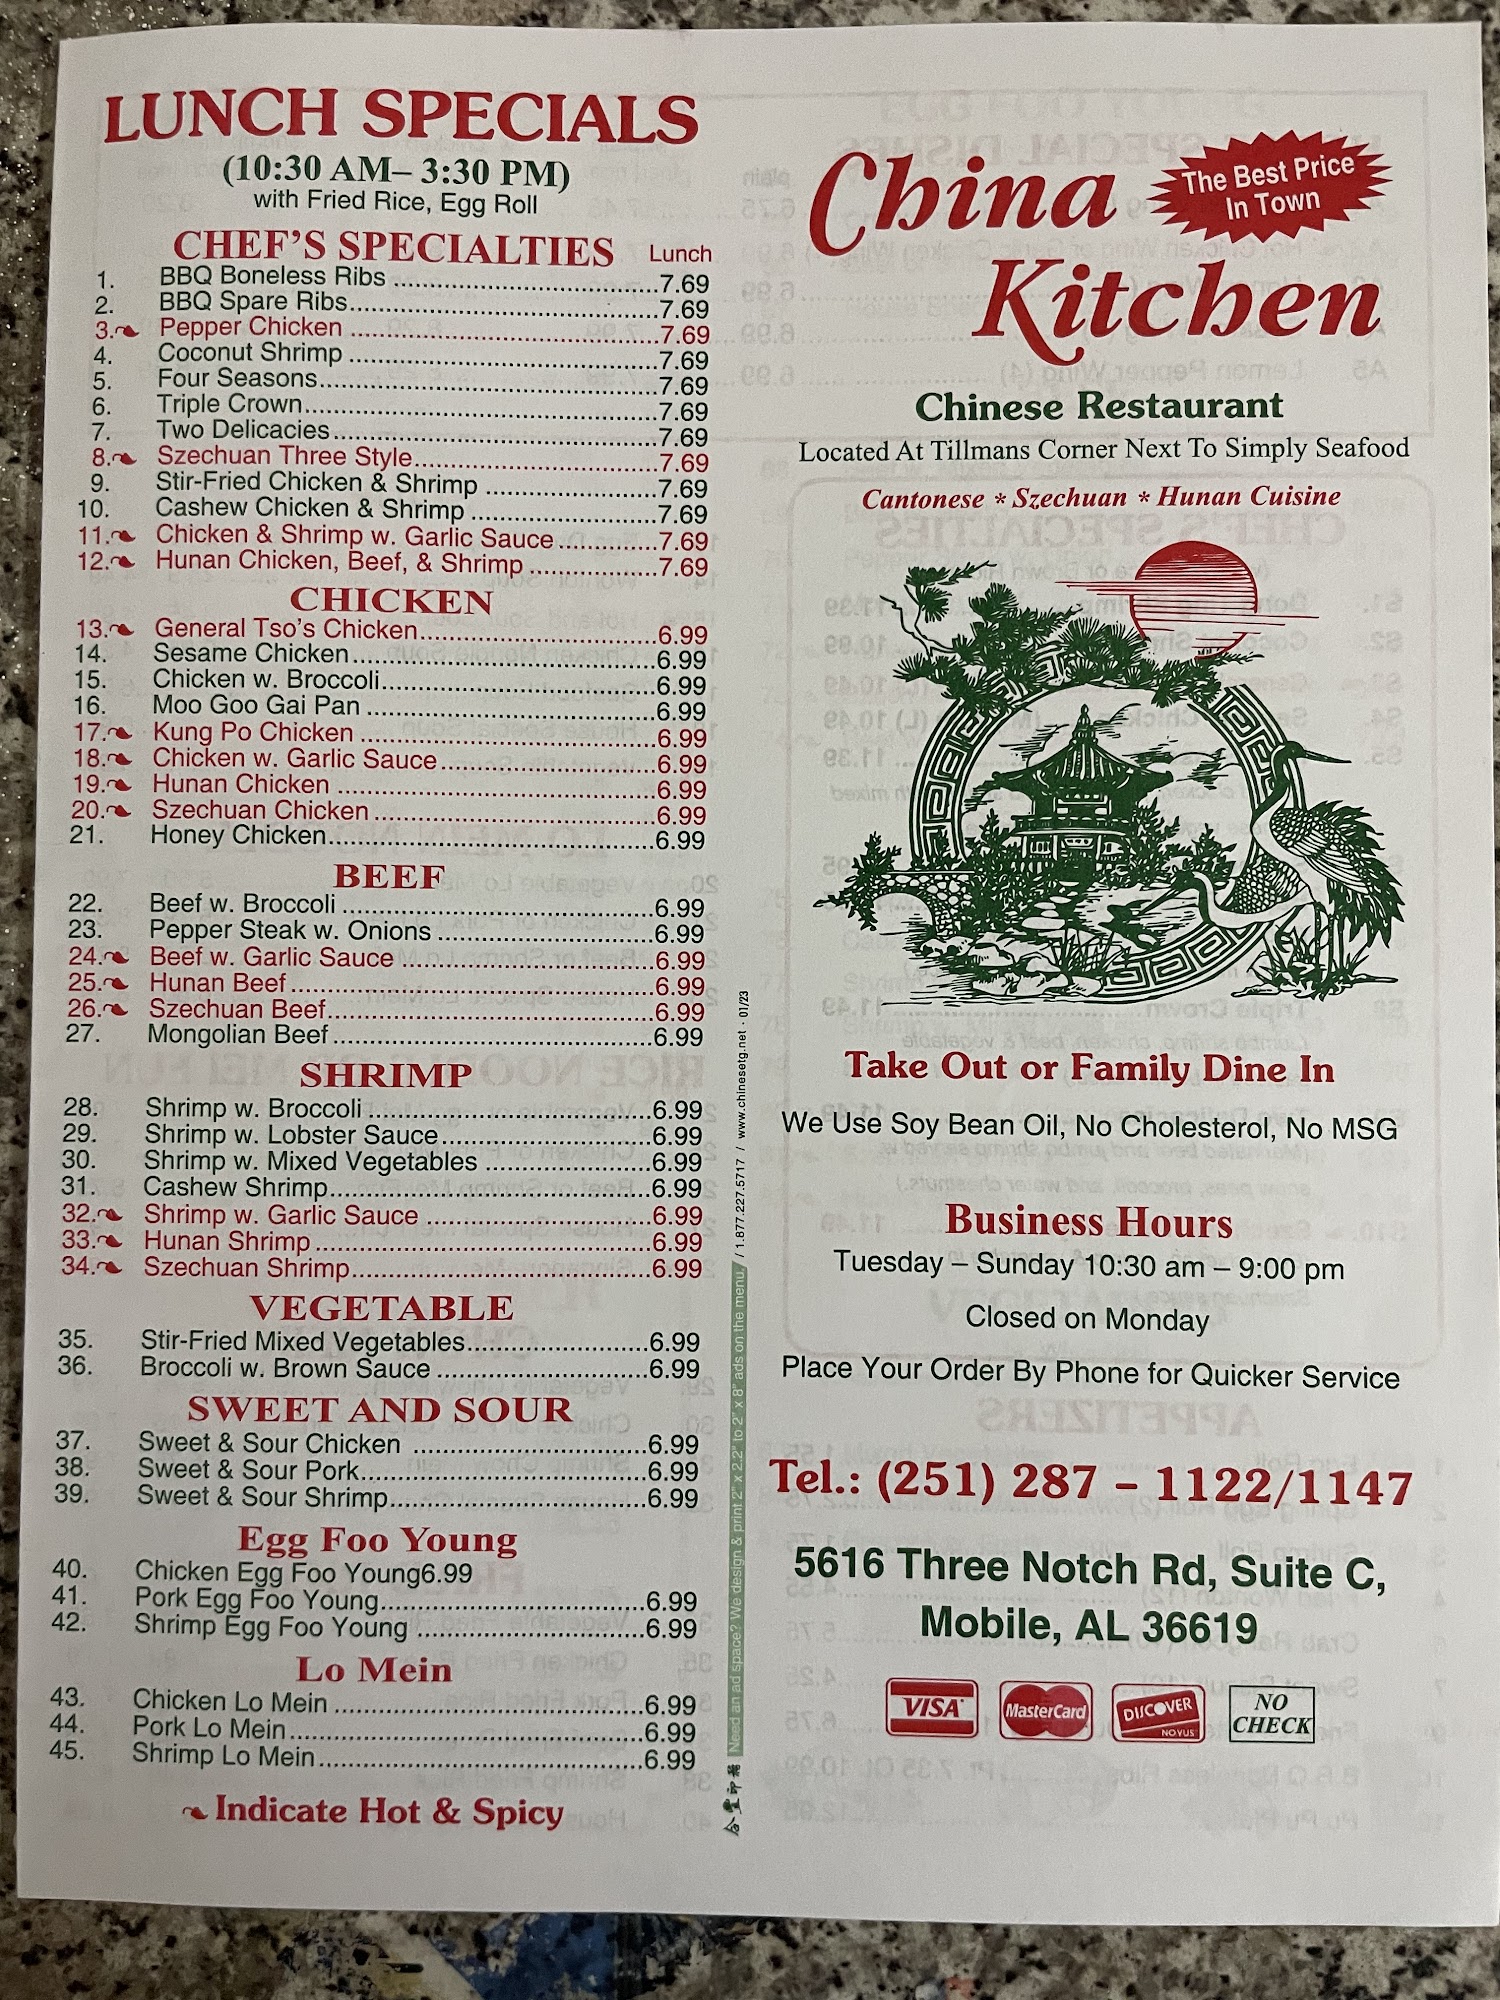 LUNCH SPECIALS
(10:30 AM– 3:30 PM)
with Fried Rice, Egg Roll
CHEF'S SPECIALTIES Lunch
1. BBQ Boneless Ribs ....................7.69
2. BBQ Spare Ribs....................7.69
3. Pepper Chicken ....................7.69
4. Coconut Shrimp ....................7.69
5. Four Seasons....................7.69
6. Triple Crown....................7.69
7. Two Delicacies....................7.69
8. Szechuan Three Style....................7.69
9. Stir-Fried Chicken & Shrimp ....................7.69
10. Cashew Chicken & Shrimp ....................7.69
11. Chicken & Shrimp w. Garlic Sauce..............7.69
12. Hunan Chicken, Beef, & Shrimp ..................7.69
CHICKEN
13. General Tso's Chicken....................6.99
14. Sesame Chicken....................6.99
15. Chicken w. Broccoli....................6.99
16. Moo Goo Gai Pan ....................6.99
17. Kung Po Chicken ....................6.99
18. Chicken w. Garlic Sauce....................6.99
19. Hunan Chicken ....................6.99
20. Szechuan Chicken ....................6.99
21. Honey Chicken....................6.99
BEEF
22. Beef w. Broccoli ....................6.99
23. Pepper Steak w. Onions ....................6.99
24. Beef w. Garlic Sauce ....................6.99
25. Hunan Beef....................6.99
26. Szechuan Beef....................6.99
27. Mongolian Beef....................6.99
SHRIMP
28. Shrimp w. Broccoli ....................6.99
29. Shrimp w. Lobster Sauce....................6.99
30. Shrimp w. Mixed Vegetables ....................6.99
31. Cashew Shrimp....................6.99
32. Shrimp w. Garlic Sauce ....................6.99
33. Hunan Shrimp....................6.99
34. Szechuan Shrimp....................6.99
VEGETABLE
35. Stir-Fried Mixed Vegetables....................6.99
36. Broccoli w. Brown Sauce ....................6.99
SWEET AND SOUR
37. Sweet & Sour Chicken ....................6.99
38. Sweet & Sour Pork....................6.99
39. Sweet & Sour Shrimp....................6.99
Egg Foo Young
40. Chicken Egg Foo Young6.99
41. Pork Egg Foo Young....................6.99
42. Shrimp Egg Foo Young ....................6.99
Lo Mein
43. Chicken Lo Mein ....................6.99
44. Pork Lo Mein....................6.99
45. Shrimp Lo Mein....................6.99
Indicate Hot & Spicy
Need an ad space? We design & print 2" x 2.2" to 2" x 8" ads on the menu. / 1.877.227.5717 / www.chinesetg.net · 01/23
China
Kitchen
The Best Price
In Town
Chinese Restaurant
Located At Tillmans Corner Next To Simply Seafood
Cantonese * Szechuan * Hunan Cuisine
Take Out or Family Dine In
We Use Soy Bean Oil, No Cholesterol, No MSG
Business Hours
Tuesday – Sunday 10:30 am – 9:00 pm
Closed on Monday
Place Your Order By Phone for Quicker Service
Tel.: (251) 287 – 1122/1147
5616 Three Notch Rd, Suite C,
Mobile, AL 36619
VISA
MasterCard
DISCOVER
NOVUS
NO
CHECK